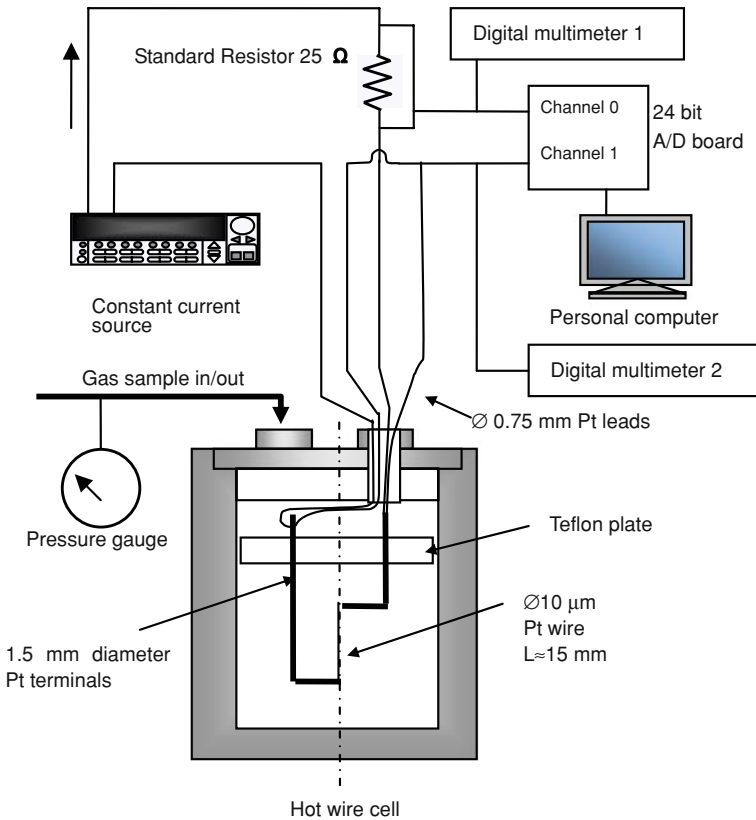 Digital multimeter 1
Standard Resistor 25 Ω
Channel 0
Channel 1
24 bit
A/D board
Constant current
source
Personal computer
Digital multimeter 2
Gas sample in/out
∅ 0.75 mm Pt leads
Pressure gauge
Teflon plate
1.5 mm diameter
Pt terminals
∅10 μm
Pt wire
L≈15 mm
Hot wire cell